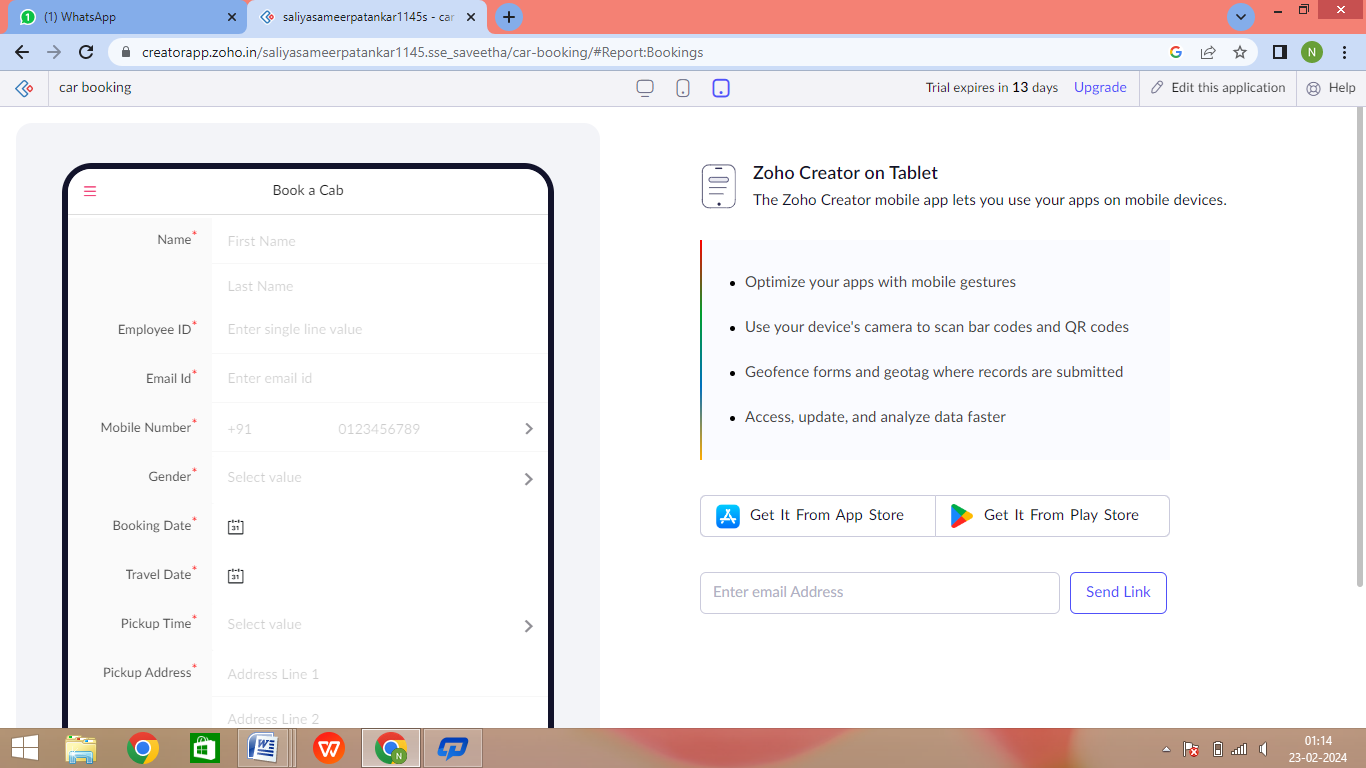 (1) WhatsApp
saliyasameerpatankar1145s - car
creatorapp.zoho.in/saliyasameerpatankar1145.sse_saveetha/car-booking/#Report:Bookings
N
car booking
Trial expires in 13 days
Upgrade
Edit this application
Help
Book a Cab
Name*
First Name
Last Name
Employee ID*
Enter single line value
Email Id*
Enter email id
Mobile Number*
+91
0123456789
Gender*
Select value
Booking Date*
31
Travel Date*
31
Pickup Time*
Select value
Pickup Address*
Address Line 1
Address Line 2
Zoho Creator on Tablet
The Zoho Creator mobile app lets you use your apps on mobile devices.
• Optimize your apps with mobile gestures
• Use your device's camera to scan bar codes and QR codes
• Geofence forms and geotag where records are submitted
• Access, update, and analyze data faster
Get It From App Store
Get It From Play Store
Enter email Address
Send Link
W
W
N
01:14
23-02-2024